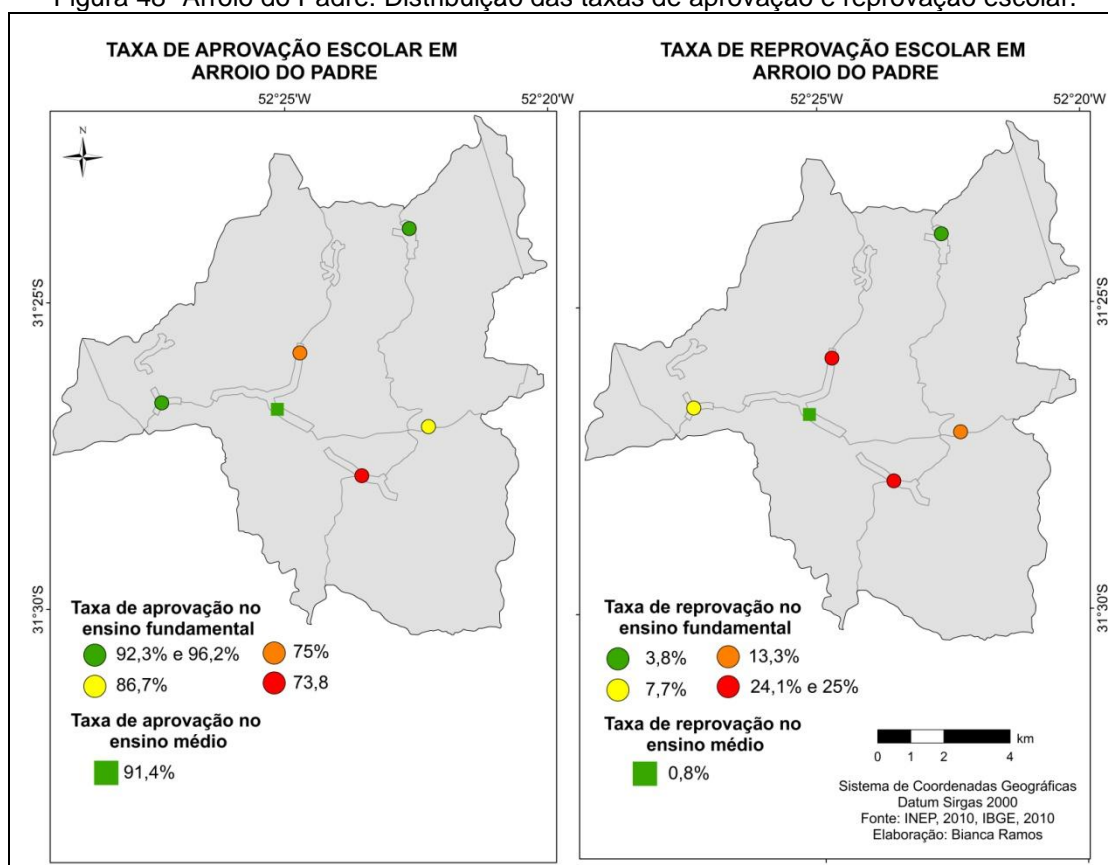 Figura 48- Arroio do Padre: Distribuição das taxas de aprovação e reprovação escolar.
TAXA DE APROVAÇÃO ESCOLAR EM
ARROIO DO PADRE
52°25'W
52°20'W
N
31°25'S
31°30'S
Taxa de aprovação no
ensino fundamental
92,3% e 96,2%
75%
86,7%
73,8
Taxa de aprovação no
ensino médio
91,4%
TAXA DE REPROVAÇÃO ESCOLAR EM
ARROIO DO PADRE
52°25'W
52°20'W
31°25'S
31°30'S
Taxa de reprovação no
ensino fundamental
3,8%
13,3%
7,7%
24,1% e 25%
Taxa de reprovação no
ensino médio
0,8%
km
0 1 2 4
Sistema de Coordenadas Geográficas
Datum Sirgas 2000
Fonte: INEP, 2010, IBGE, 2010
Elaboração: Bianca Ramos